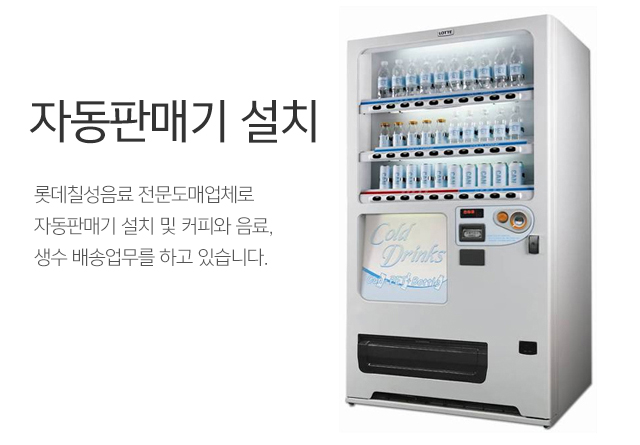 자동판매기 설치
롯데칠성음료 전문도매업체로
자동판매기 설치 및 커피와 음료,
생수 배송업무를 하고 있습니다.
LOTTE
Cold
Drinks